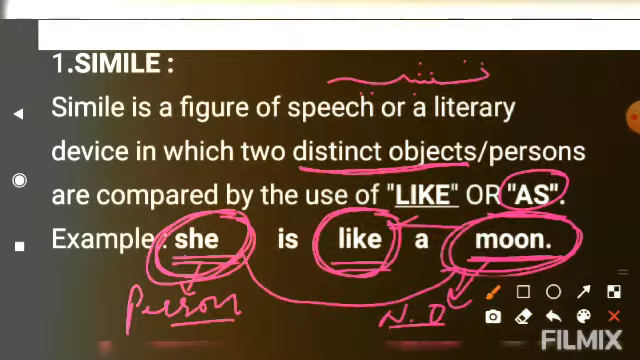 1.SIMILE :
Simile is a figure of speech or a literary
device in which two distinct objects/persons
are compared by the use of "LIKE" OR "AS".
Example: she is like a moon.
Person N.D
FILMIX